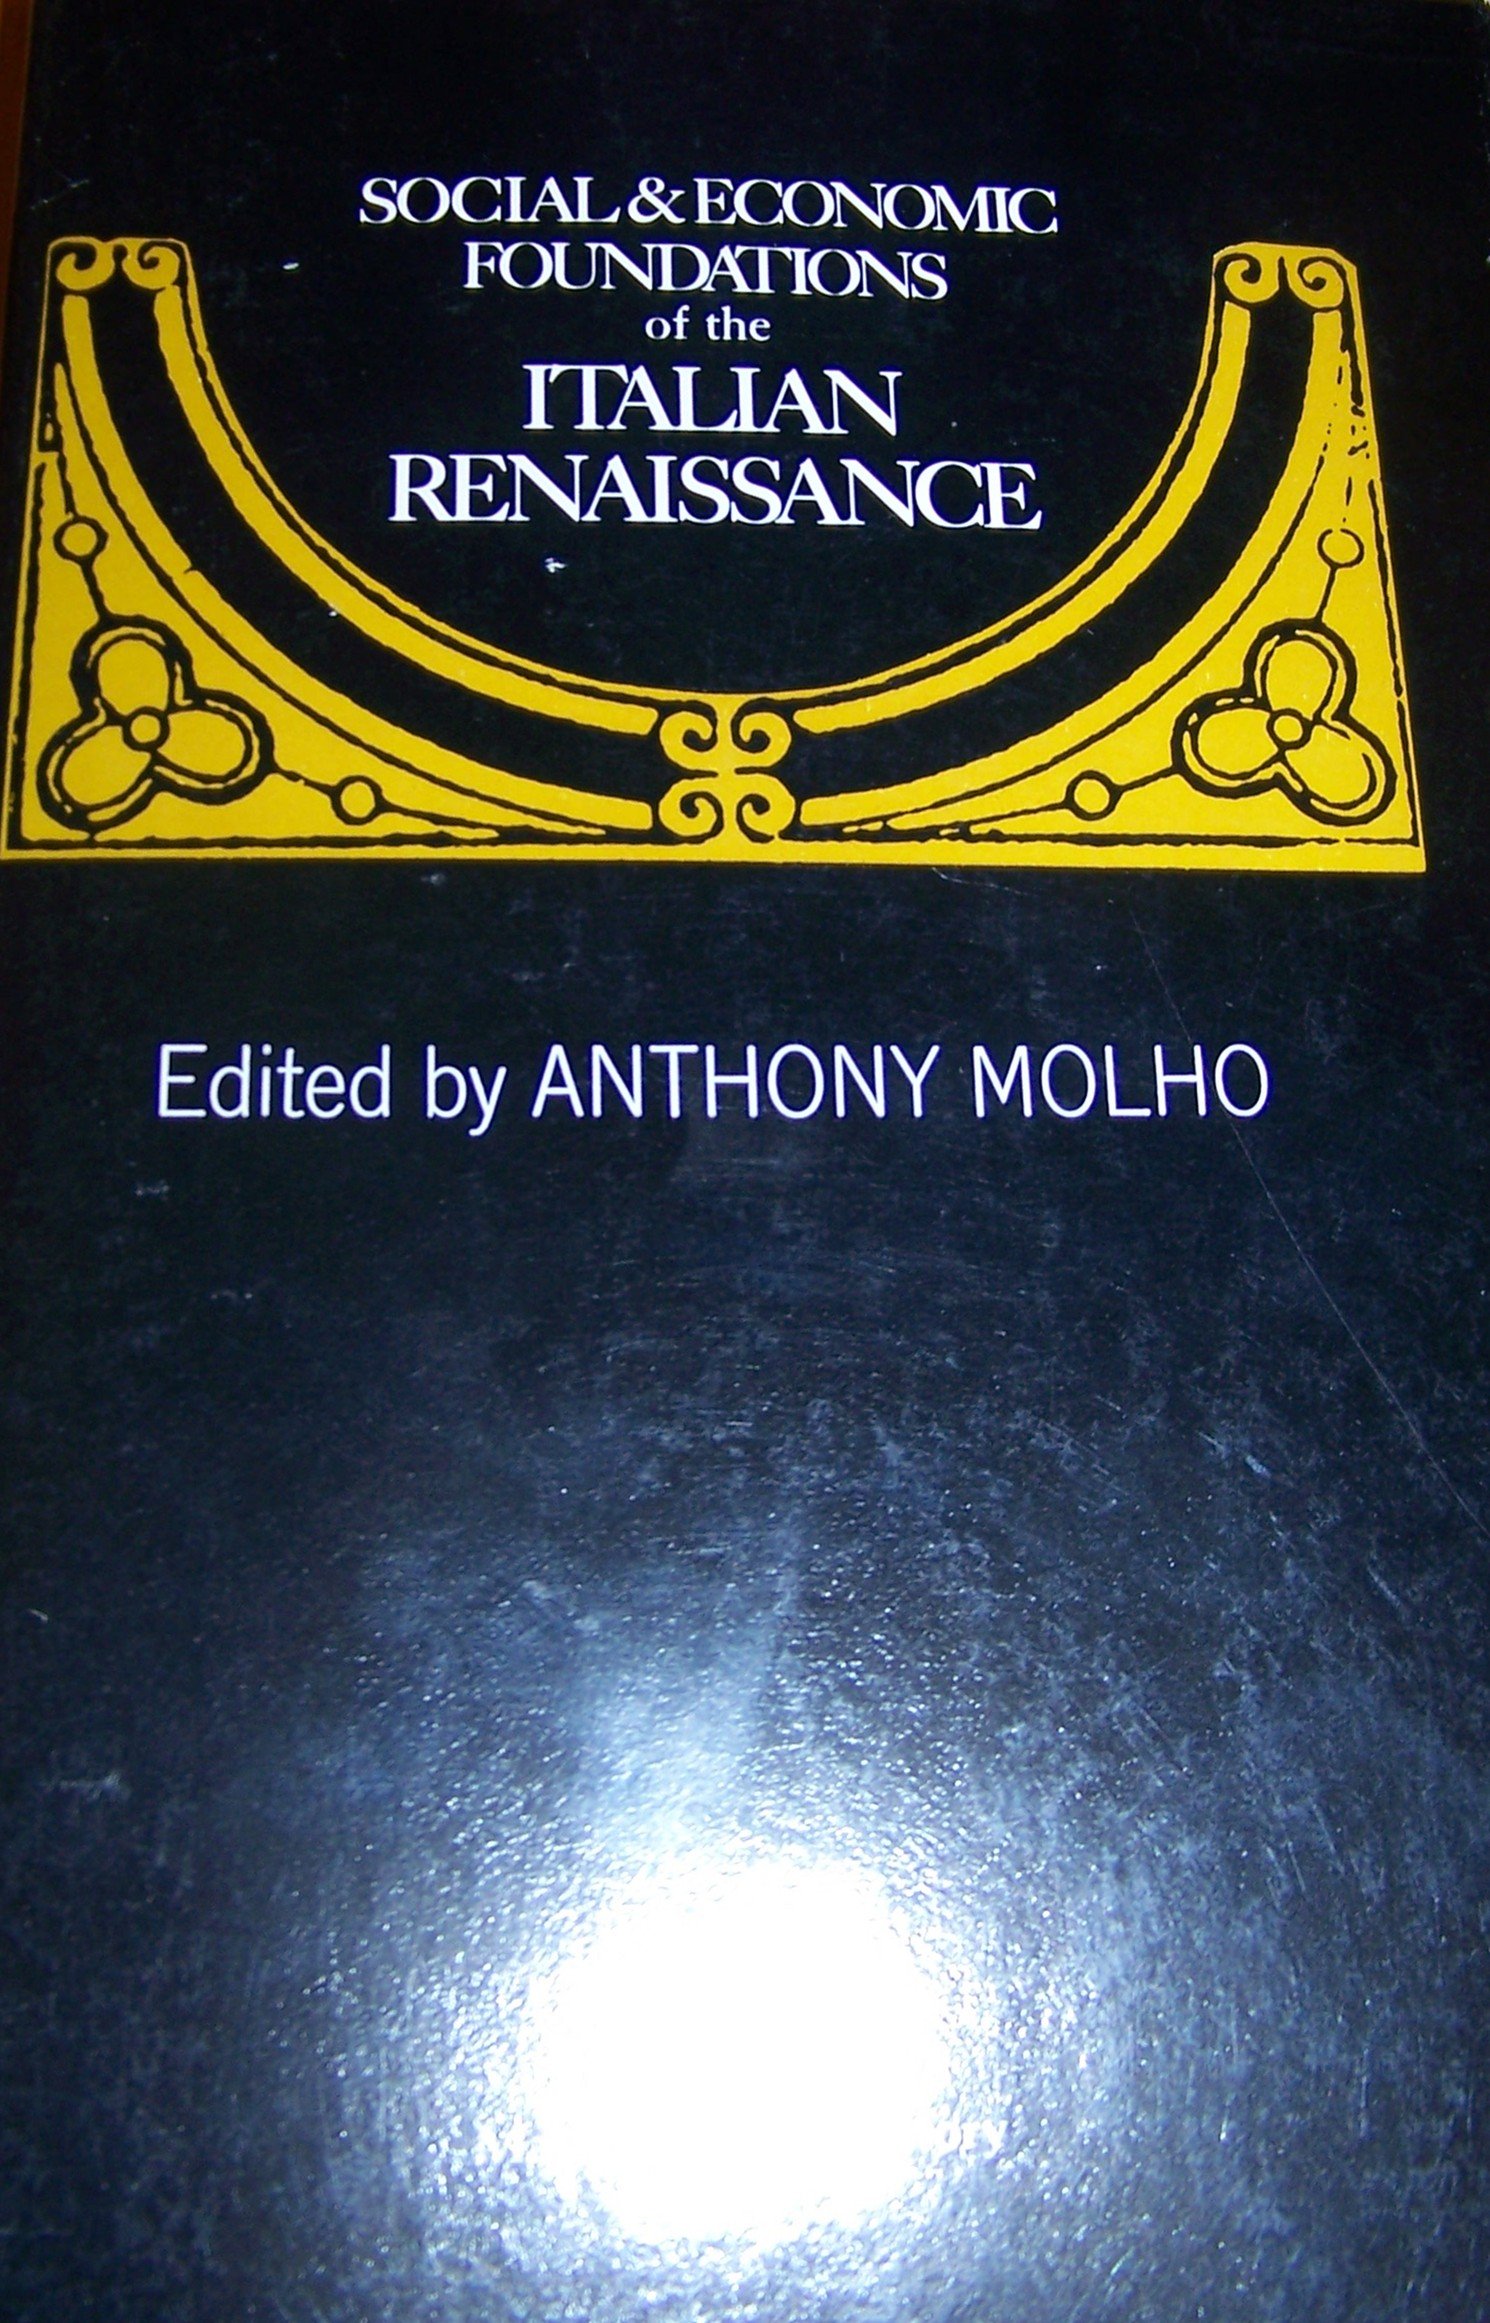 SOCIAL & ECONOMIC
FOUNDATIONS
of the
ITALIAN
RENAISSANCE
Edited by ANTHONY MOLHO